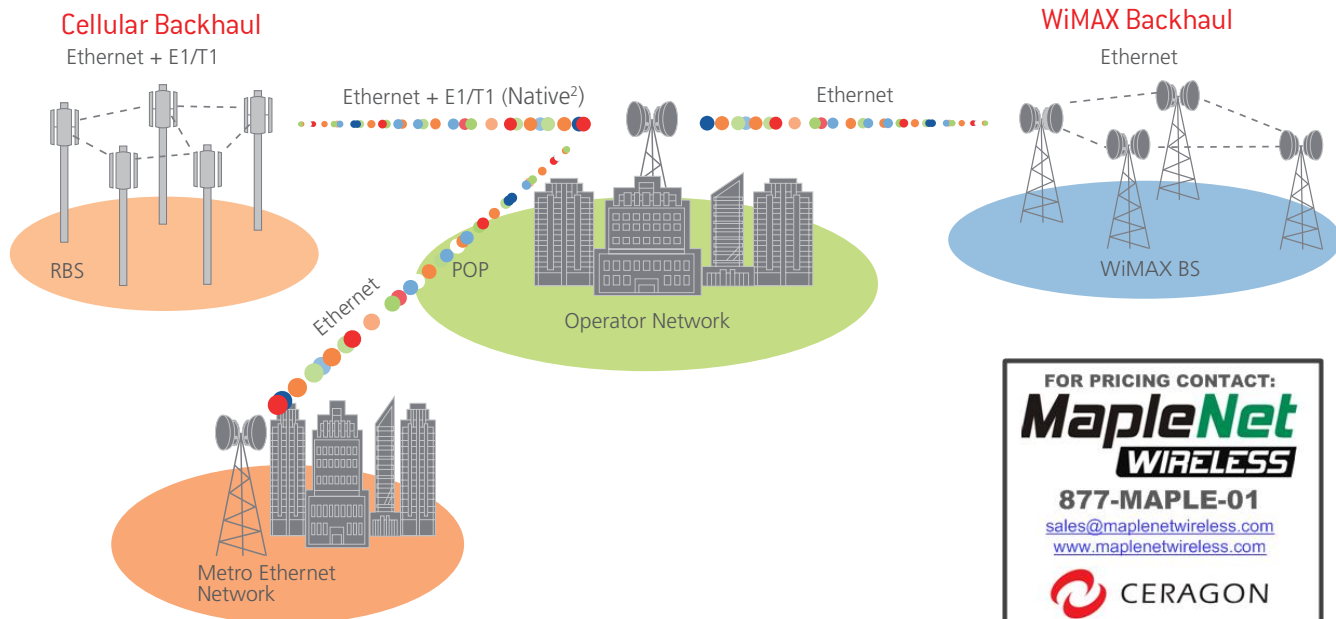 Cellular Backhaul
Ethernet + E1/T1
WiMAX Backhaul
Ethernet
Ethernet + E1/T1 (Native²)
Ethernet
RBS
POP
Ethernet
Operator Network
WiMAX BS
Metro Ethernet
Network
FOR PRICING CONTACT:
MapleNet
WIRELESS
877-MAPLE-01
sales@maplenetwireless.com
www.maplenetwireless.com
CERAGON